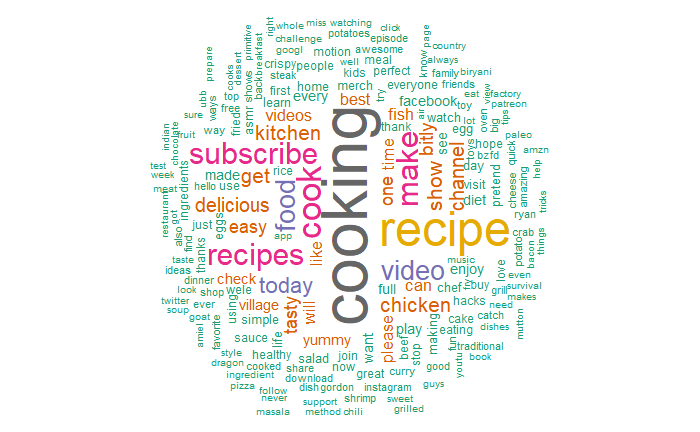 whole miss watching
click
right
challenge potatoes episode
googl motion awesome
country
page
know
always
primitive
dessert
backbreakfast
crispy people well meal
steak kids perfect
family biryani
prepare
cooks
shows
first home merch try everyone
eat factory
friends
view
patreon
ubb
ways
top
free
asmr
learn every best facebook toy
oven
tips
sure
friede
videos fish watch lot big
air
indian
fruit
way
kitchen thank bitly egg
see
toys
hope paleo
chocolate
subscribe cooking make
one time
bzfd
quick
test
week
meat
ingredients
made get rice cook
show
channel
day
pretend
cheese
help
hello use
food
visit
amazing
restaurant
delicious
diet ryan
tricks
also
got
just eggs easy app
recipe
crab
potato
bacon
things
find
taste
thanks
recipes like
music
love
even
ideas
dinner check today
video enjoy
survival
look shop wele
full can chef buy grill
makes
twitter
ever
using
village tasty will
chicken hacks need
soup
goat
simple
cake catch
mutton
favorite
play making eating dishes
amiel
sauce life yummy
please
beef
stop
fun
traditional
style healthy salad join want
good youtu book
dragon
cooked share now great curry
guys
ingredient download
pizza follow dish gordon instagram
never support shrimp sweet
masala method chili grilled